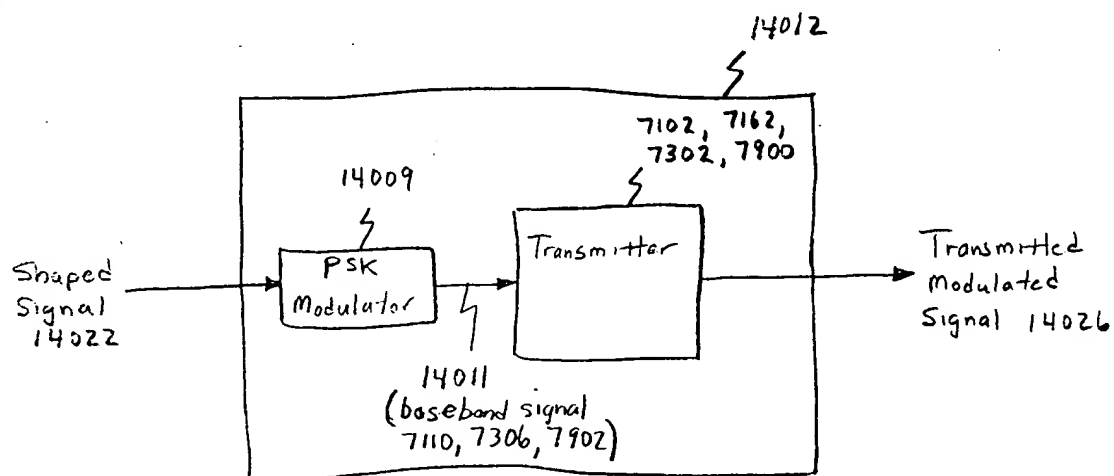 14012
7102, 7162,
7302, 7900
14009
Transmitter
PSK
Modulator
Shaped
Signal
14022
Transmitted
Modulated
Signal 14026
14011
(baseband signal
7110, 7306, 7902)